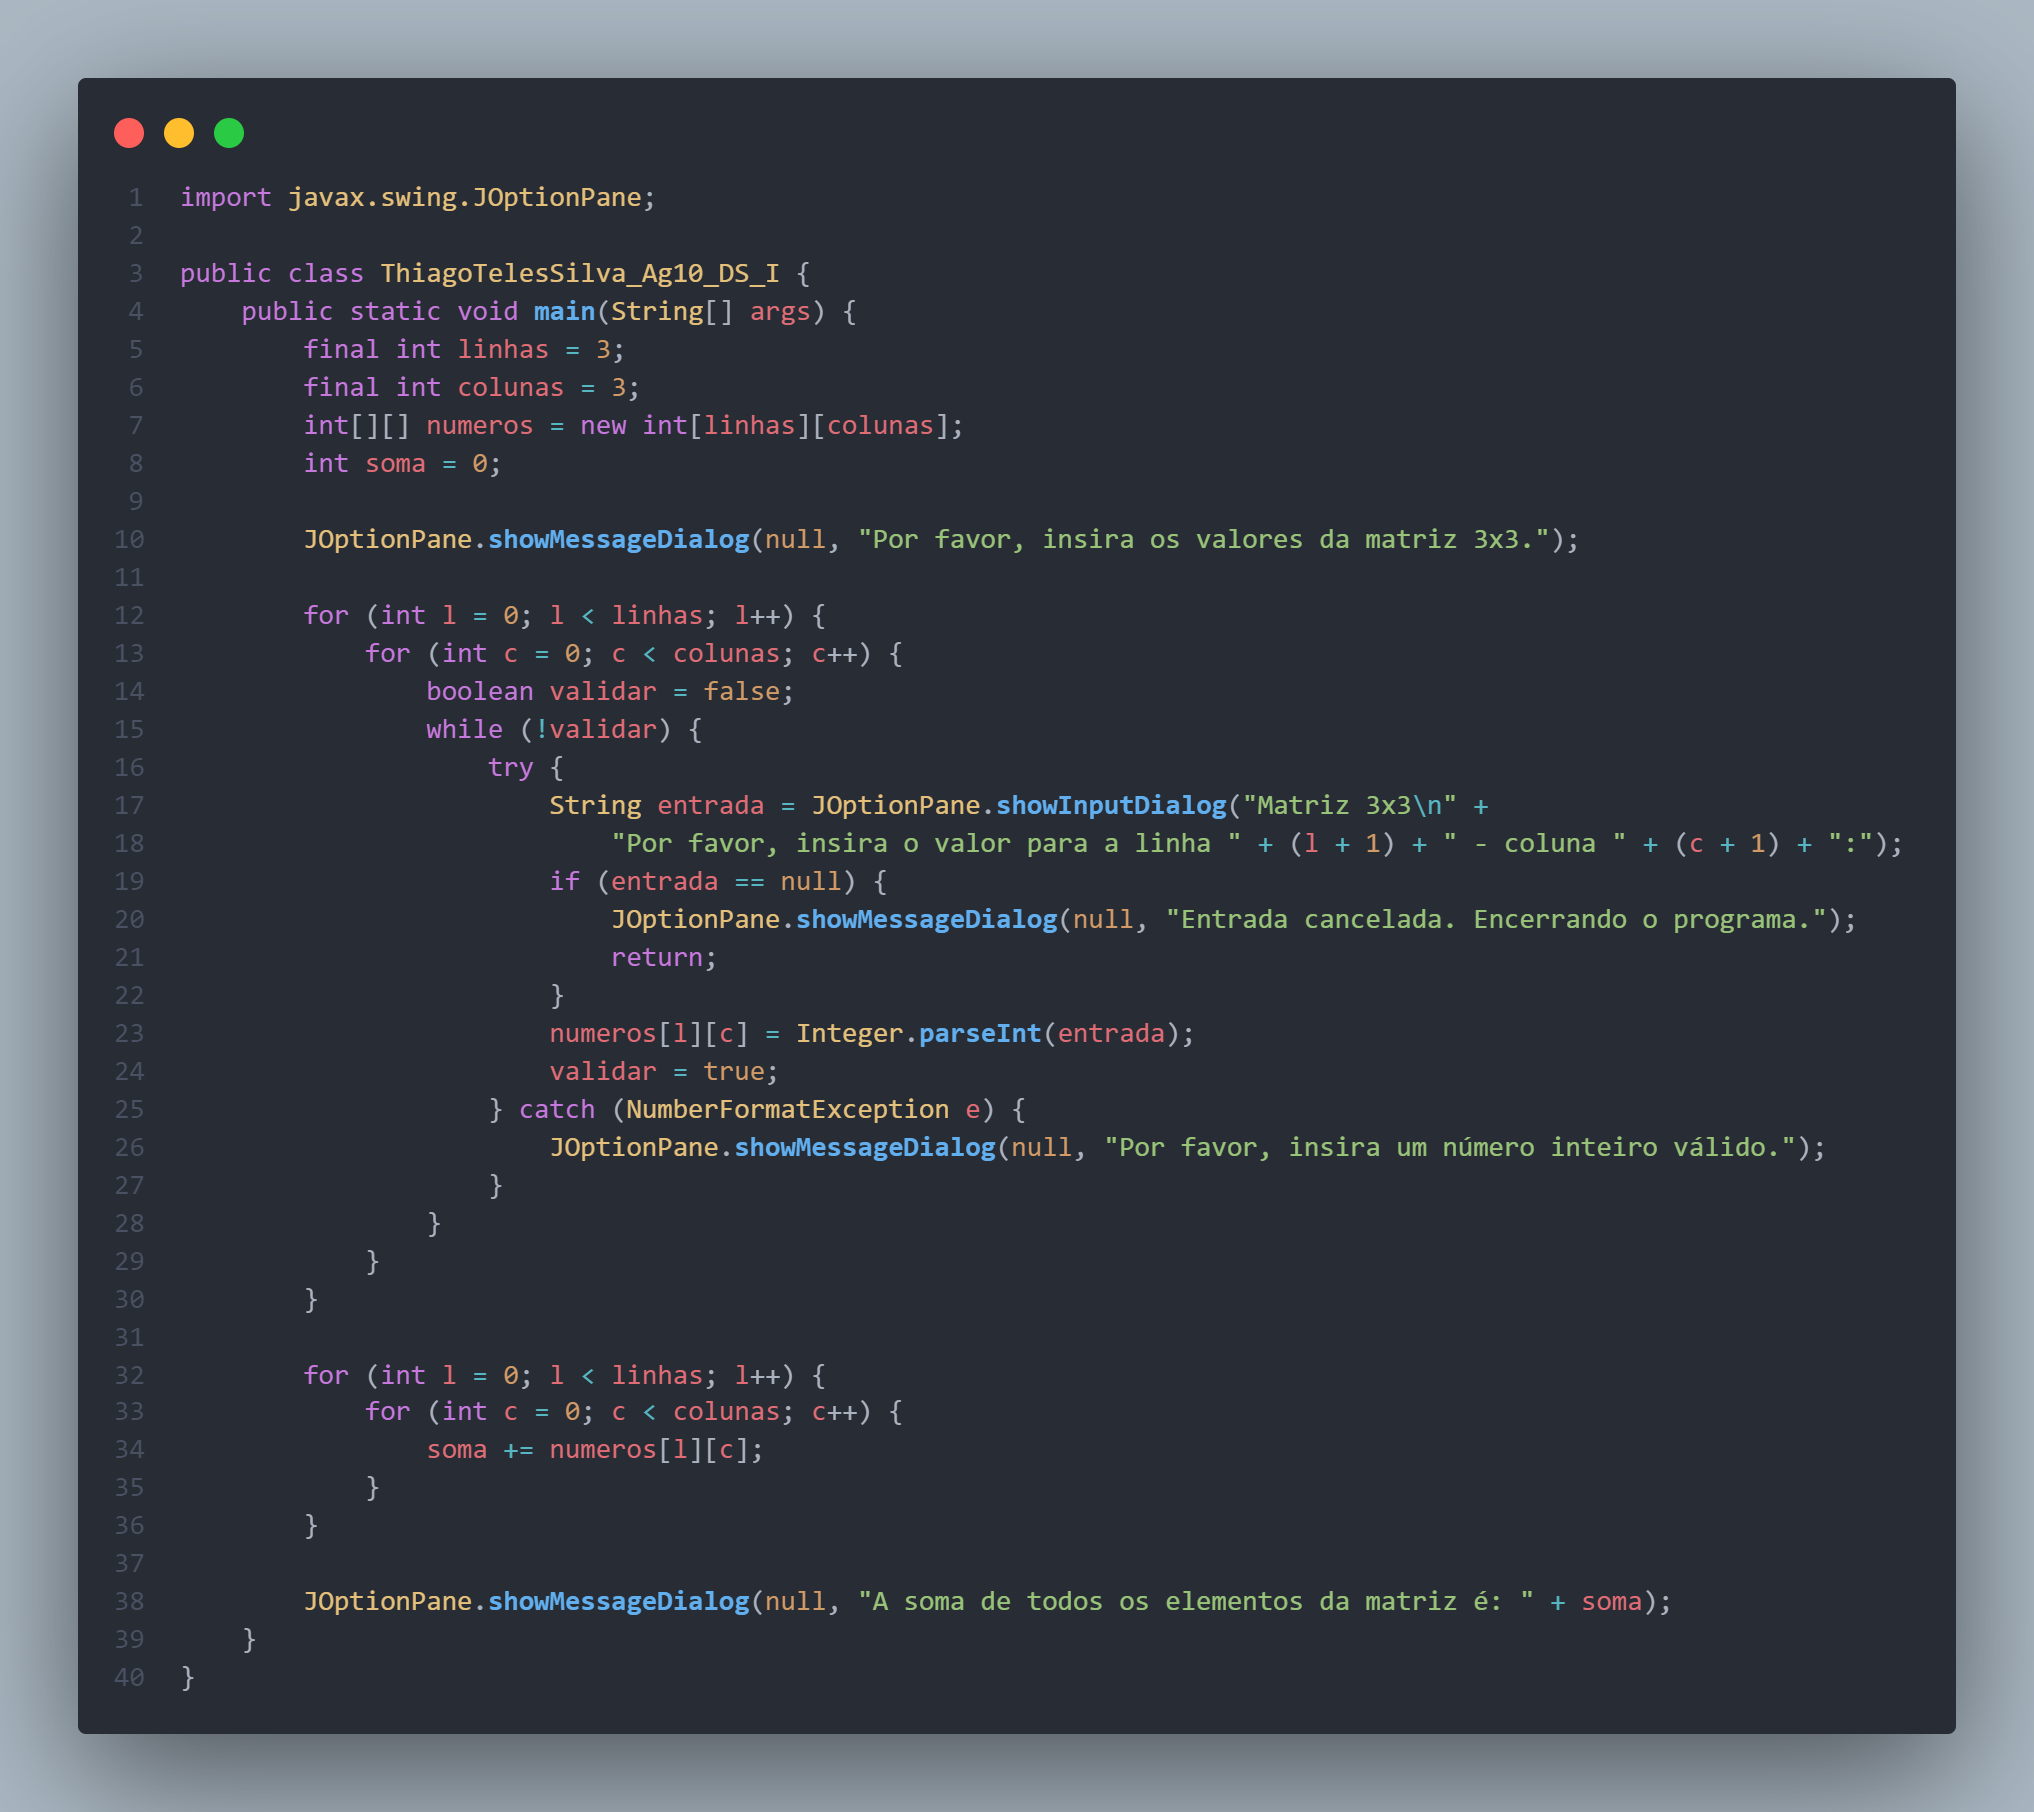 1 import javax.swing.JOptionPane;
2
3 public class ThiagoTelesSilva_Ag10_DS_I {
4     public static void main(String[] args) {
5         final int linhas = 3;
6         final int colunas = 3;
7         int[][] numeros = new int[linhas][colunas];
8         int soma = 0;
9
10         JOptionPane.showMessageDialog(null, "Por favor, insira os valores da matriz 3x3.");
11
12         for (int l = 0; l < linhas; l++) {
13             for (int c = 0; c < colunas; c++) {
14                 boolean validar = false;
15                 while (!validar) {
16                     try {
17                         String entrada = JOptionPane.showInputDialog("Matriz 3x3\n" +
18                             "Por favor, insira o valor para a linha " + (l + 1) + " - coluna " + (c + 1) + ":");
19                         if (entrada == null) {
20                             JOptionPane.showMessageDialog(null, "Entrada cancelada. Encerrando o programa.");
21                             return;
22                         }
23                         numeros[l][c] = Integer.parseInt(entrada);
24                         validar = true;
25                     } catch (NumberFormatException e) {
26                         JOptionPane.showMessageDialog(null, "Por favor, insira um número inteiro válido.");
27                     }
28                 }
29             }
30         }
31
32         for (int l = 0; l < linhas; l++) {
33             for (int c = 0; c < colunas; c++) {
34                 soma += numeros[l][c];
35             }
36         }
37
38         JOptionPane.showMessageDialog(null, "A soma de todos os elementos da matriz é: " + soma);
39     }
40 }